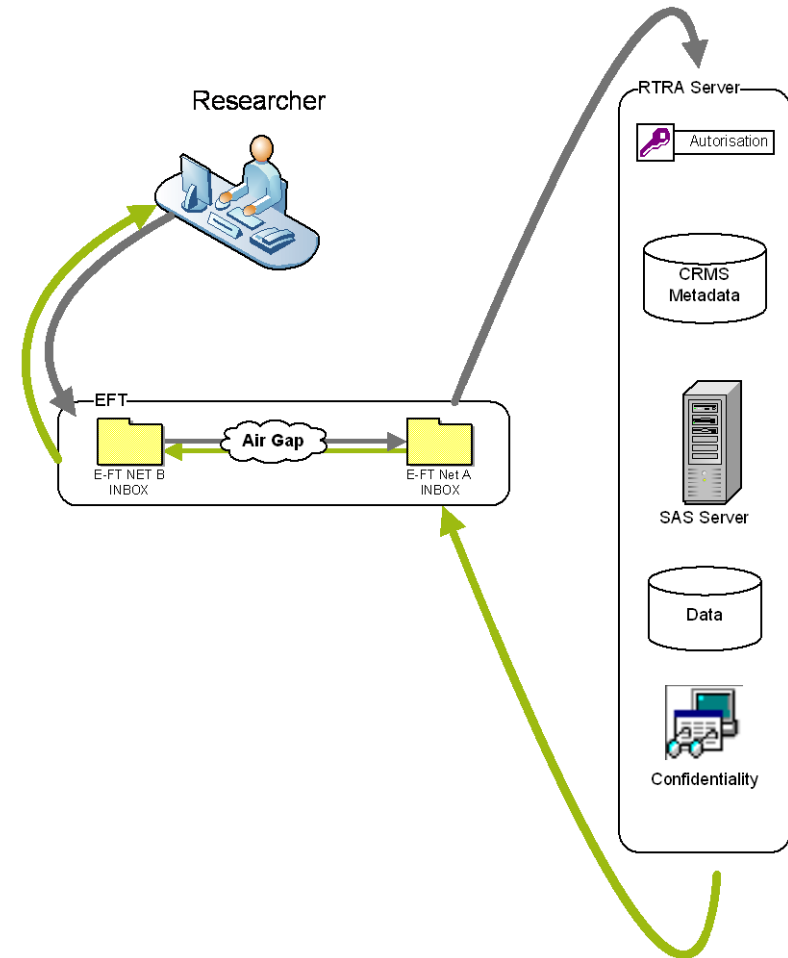 Researcher
RTRA Server
Autorisation
CRMS
Metadata
EFT
Air Gap
E-FT NET B
INBOX
E-FT Net A
INBOX
SAS Server
Data
Confidentiality